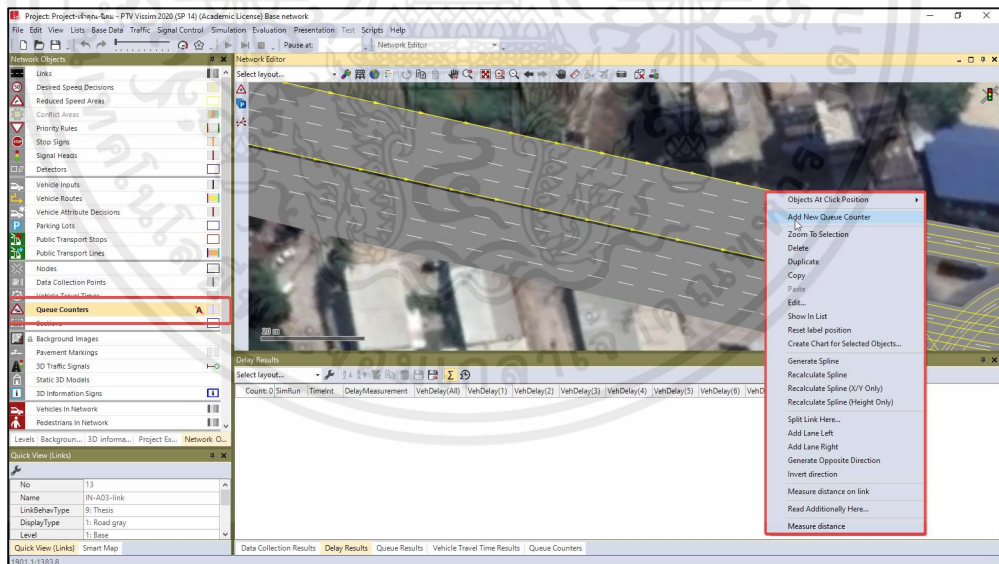 Project: Project-เจ้าคุณ-นิคม - PTV Vissim 2020 (SP 14) (Academic License) Base network
File Edit View Lists Base Data Traffic Signal Control Simulation Evaluation Presentation Test Scripts Help
Pause at: Network Editor
Network Objects
Links
Desired Speed Decisions
Reduced Speed Areas
Conflict Areas
Priority Rules
Stop Signs
Signal Heads
Detectors
Vehicle Inputs
Vehicle Routes
Vehicle Attribute Decisions
Parking Lots
Public Transport Stops
Public Transport Lines
Nodes
Data Collection Points
Vehicle Travel Times
Queue Counters
Sections
Background Images
Pavement Markings
3D Traffic Signals
Static 3D Models
3D Information Signs
Vehicles In Network
Pedestrians In Network
Levels Backgroun... 3D informa... Project Ex... Network O...
Quick View (Links)
No 13
Name IN-A03-link
LinkBehavType 9: Thesis
DisplayType 1: Road gray
Level 1: Base
Quick View (Links) Smart Map
1901.1:1383.8
Network Editor
Select layout...
20 m
Objects At Click Position
Add New Queue Counter
Zoom To Selection
Delete
Duplicate
Copy
Paste
Edit...
Show In List
Reset label position
Create Chart for Selected Objects...
Generate Spline
Recalculate Spline
Recalculate Spline (X/Y Only)
Recalculate Spline (Height Only)
Split Link Here...
Add Lane Left
Add Lane Right
Generate Opposite Direction
Invert direction
Measure distance on link
Read Additionally Here...
Measure distance
Delay Results
Select layout...
Count: 0 SimRun TimeInt DelayMeasurement VehDelay(All) VehDelay(1) VehDelay(2) VehDelay(3) VehDelay(4) VehDelay(5) VehDelay(6) VehD
Data Collection Results Delay Results Queue Results Vehicle Travel Time Results Queue Counters